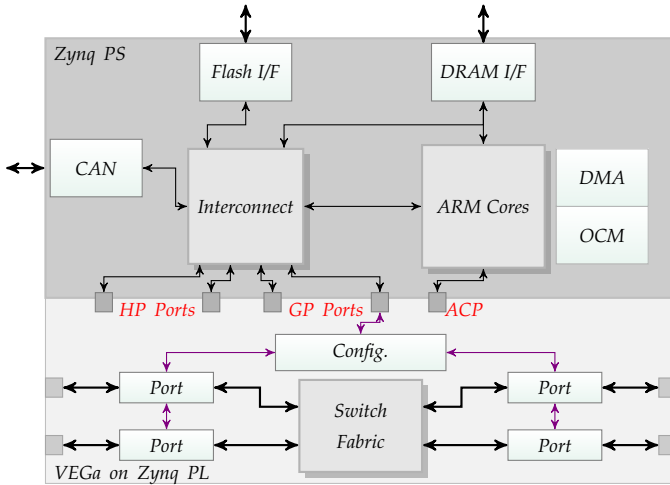 Zynq PS
Flash I/F
DRAM I/F
CAN
Interconnect
ARM Cores
DMA
OCM
HP Ports
GP Ports
ACP
Config.
Port
Port
Switch
Fabric
Port
Port
VEGa on Zynq PL